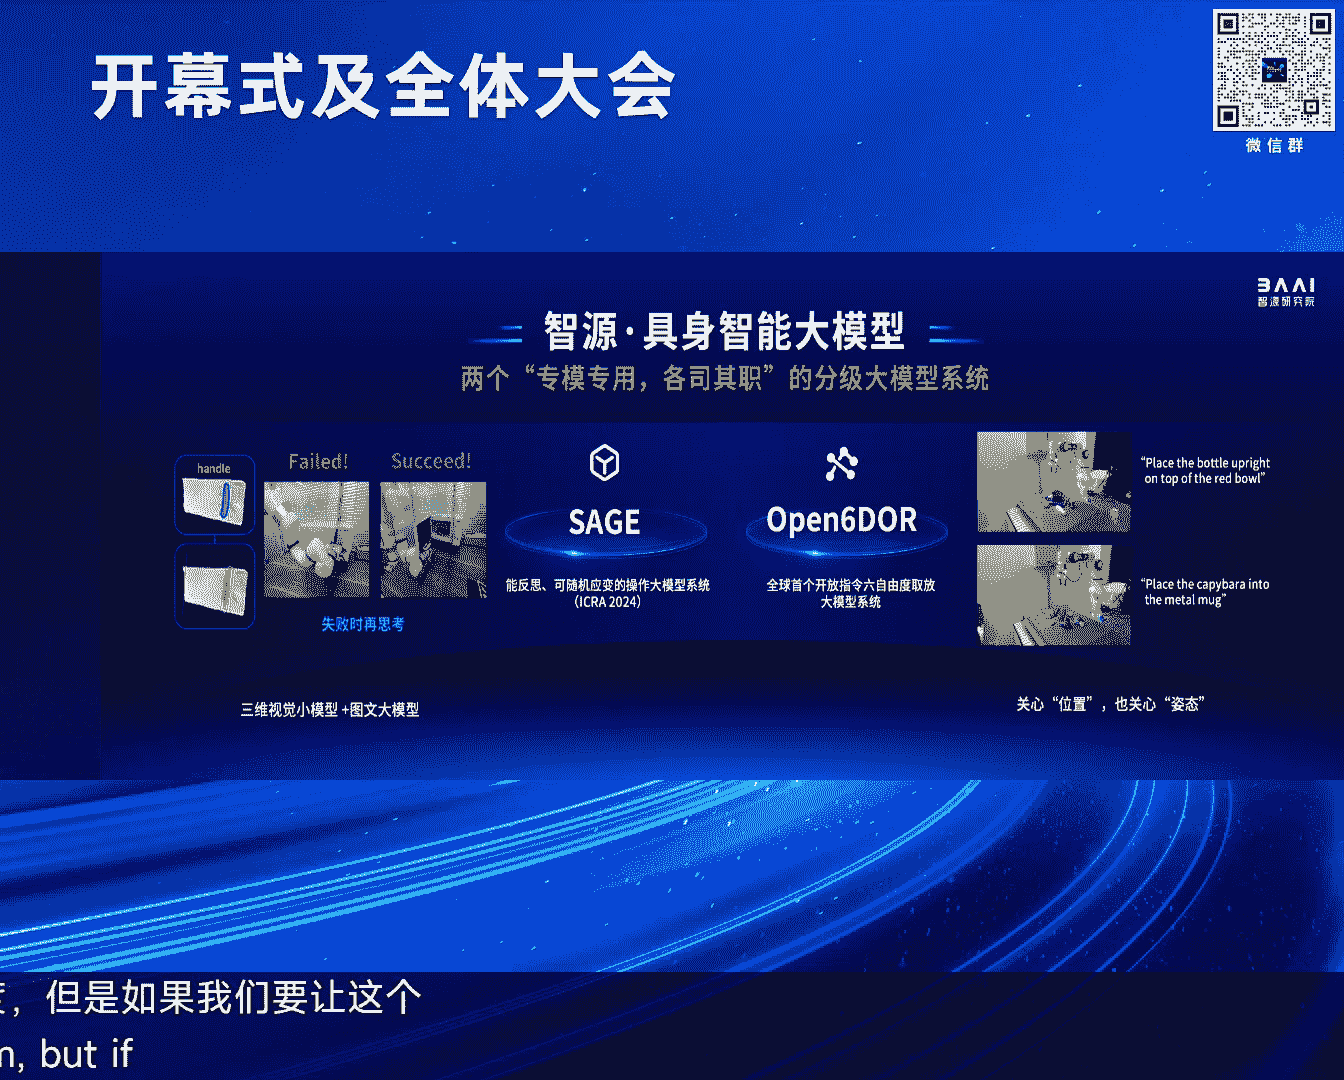 开幕式及全体大会
微信群
BAAI
智源研究院
智源·具身智能大模型
两个“专模专用，各司其职”的分级大模型系统
handle
Failed!
Succeed!
失败时再思考
三维视觉小模型+图文大模型
SAGE
能反思、可随机应变的操作大模型系统
（ICRA 2024）
Open6DOR
全球首个开放指令六自由度取放
大模型系统
“Place the bottle upright
on top of the red bowl”
“Place the capybara into
the metal mug”
关心“位置”，也关心“姿态”
，但是如果我们要让这个
, but if